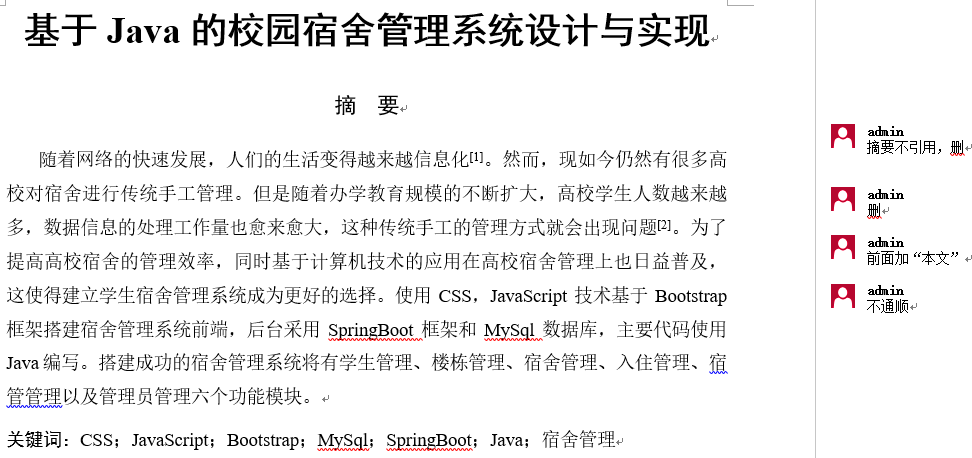 基于 Java 的校园宿舍管理系统设计与实现
摘 要
随着网络的快速发展，人们的生活变得越来越信息化[1]。然而，现如今仍然有很多高
校对宿舍进行传统手工管理。但是随着办学教育规模的不断扩大，高校学生人数越来越
多，数据信息的处理工作量也愈来愈大，这种传统手工的管理方式就会出现问题[2]。为了
提高高校宿舍的管理效率，同时基于计算机技术的应用在高校宿舍管理上也日益普及，
这使得建立学生宿舍管理系统成为更好的选择。使用 CSS，JavaScript 技术基于 Bootstrap
框架搭建宿舍管理系统前端，后台采用 SpringBoot 框架和 MySql 数据库，主要代码使用
Java 编写。搭建成功的宿舍管理系统将有学生管理、楼栋管理、宿舍管理、入住管理、宿
管管理以及管理员管理六个功能模块。
关键词：CSS；JavaScript；Bootstrap；MySql；SpringBoot；Java；宿舍管理
admin
摘要不引用，删
admin
删
admin
前面加“本文”
admin
不通顺